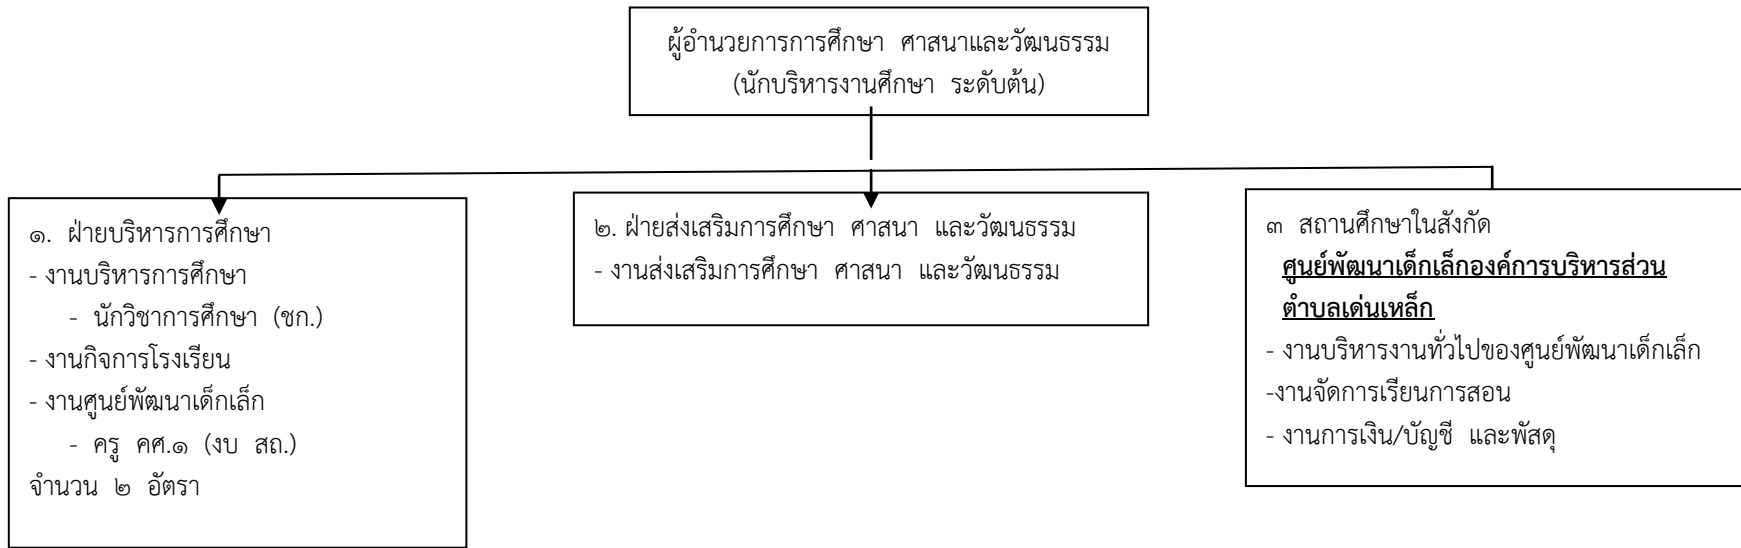 ผู้อำนวยการการศึกษา ศาสนาและวัฒนธรรม
(นักบริหารงานศึกษา ระดับต้น)
๑. ฝ่ายบริหารการศึกษา
- งานบริหารการศึกษา
- นักวิชาการศึกษา (ชก.)
- งานกิจการโรงเรียน
- งานศูนย์พัฒนาเด็กเล็ก
- ครู คศ.๑ (งบ สถ.)
จำนวน ๒ อัตรา
๒. ฝ่ายส่งเสริมการศึกษา ศาสนา และวัฒนธรรม
- งานส่งเสริมการศึกษา ศาสนา และวัฒนธรรม
๓ สถานศึกษาในสังกัด
ศูนย์พัฒนาเด็กเล็กองค์การบริหารส่วน
ตำบลเด่นเหล็ก
- งานบริหารงานทั่วไปของศูนย์พัฒนาเด็กเล็ก
-งานจัดการเรียนการสอน
- งานการเงิน/บัญชี และพัสดุ